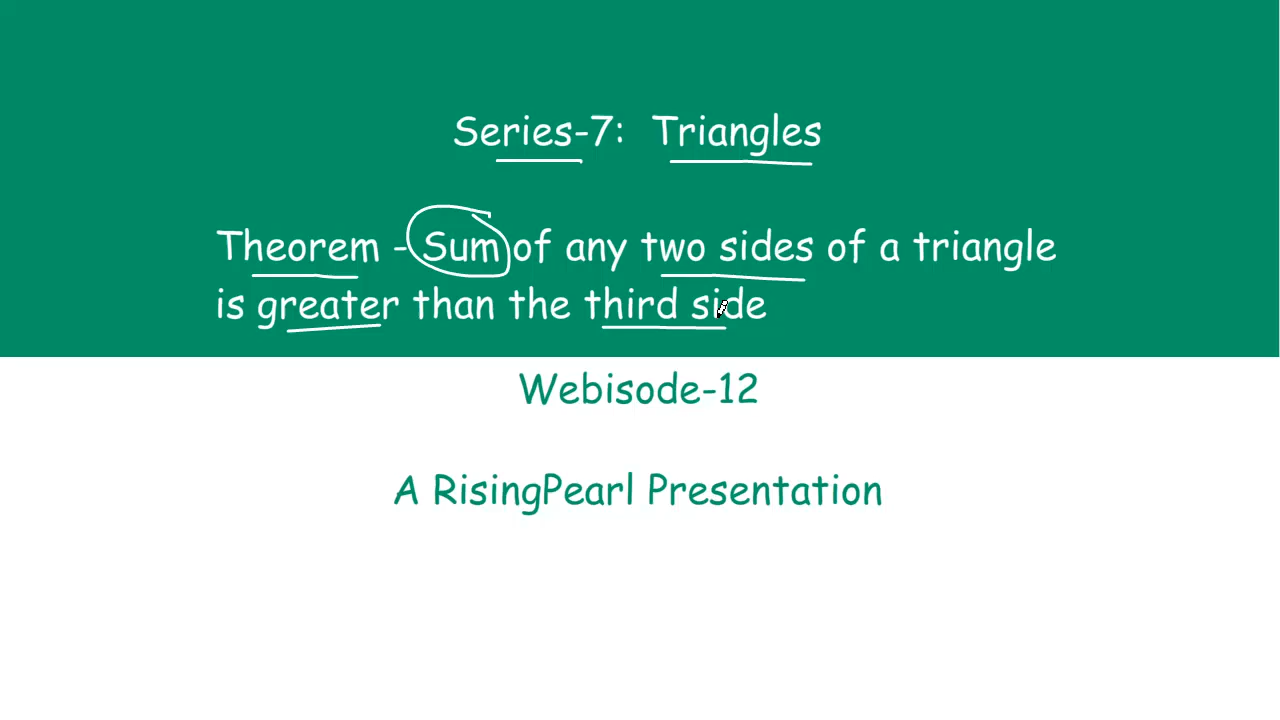 Series-7: Triangles
Theorem - Sum of any two sides of a triangle
is greater than the third side
Webisode-12
A RisingPearl Presentation